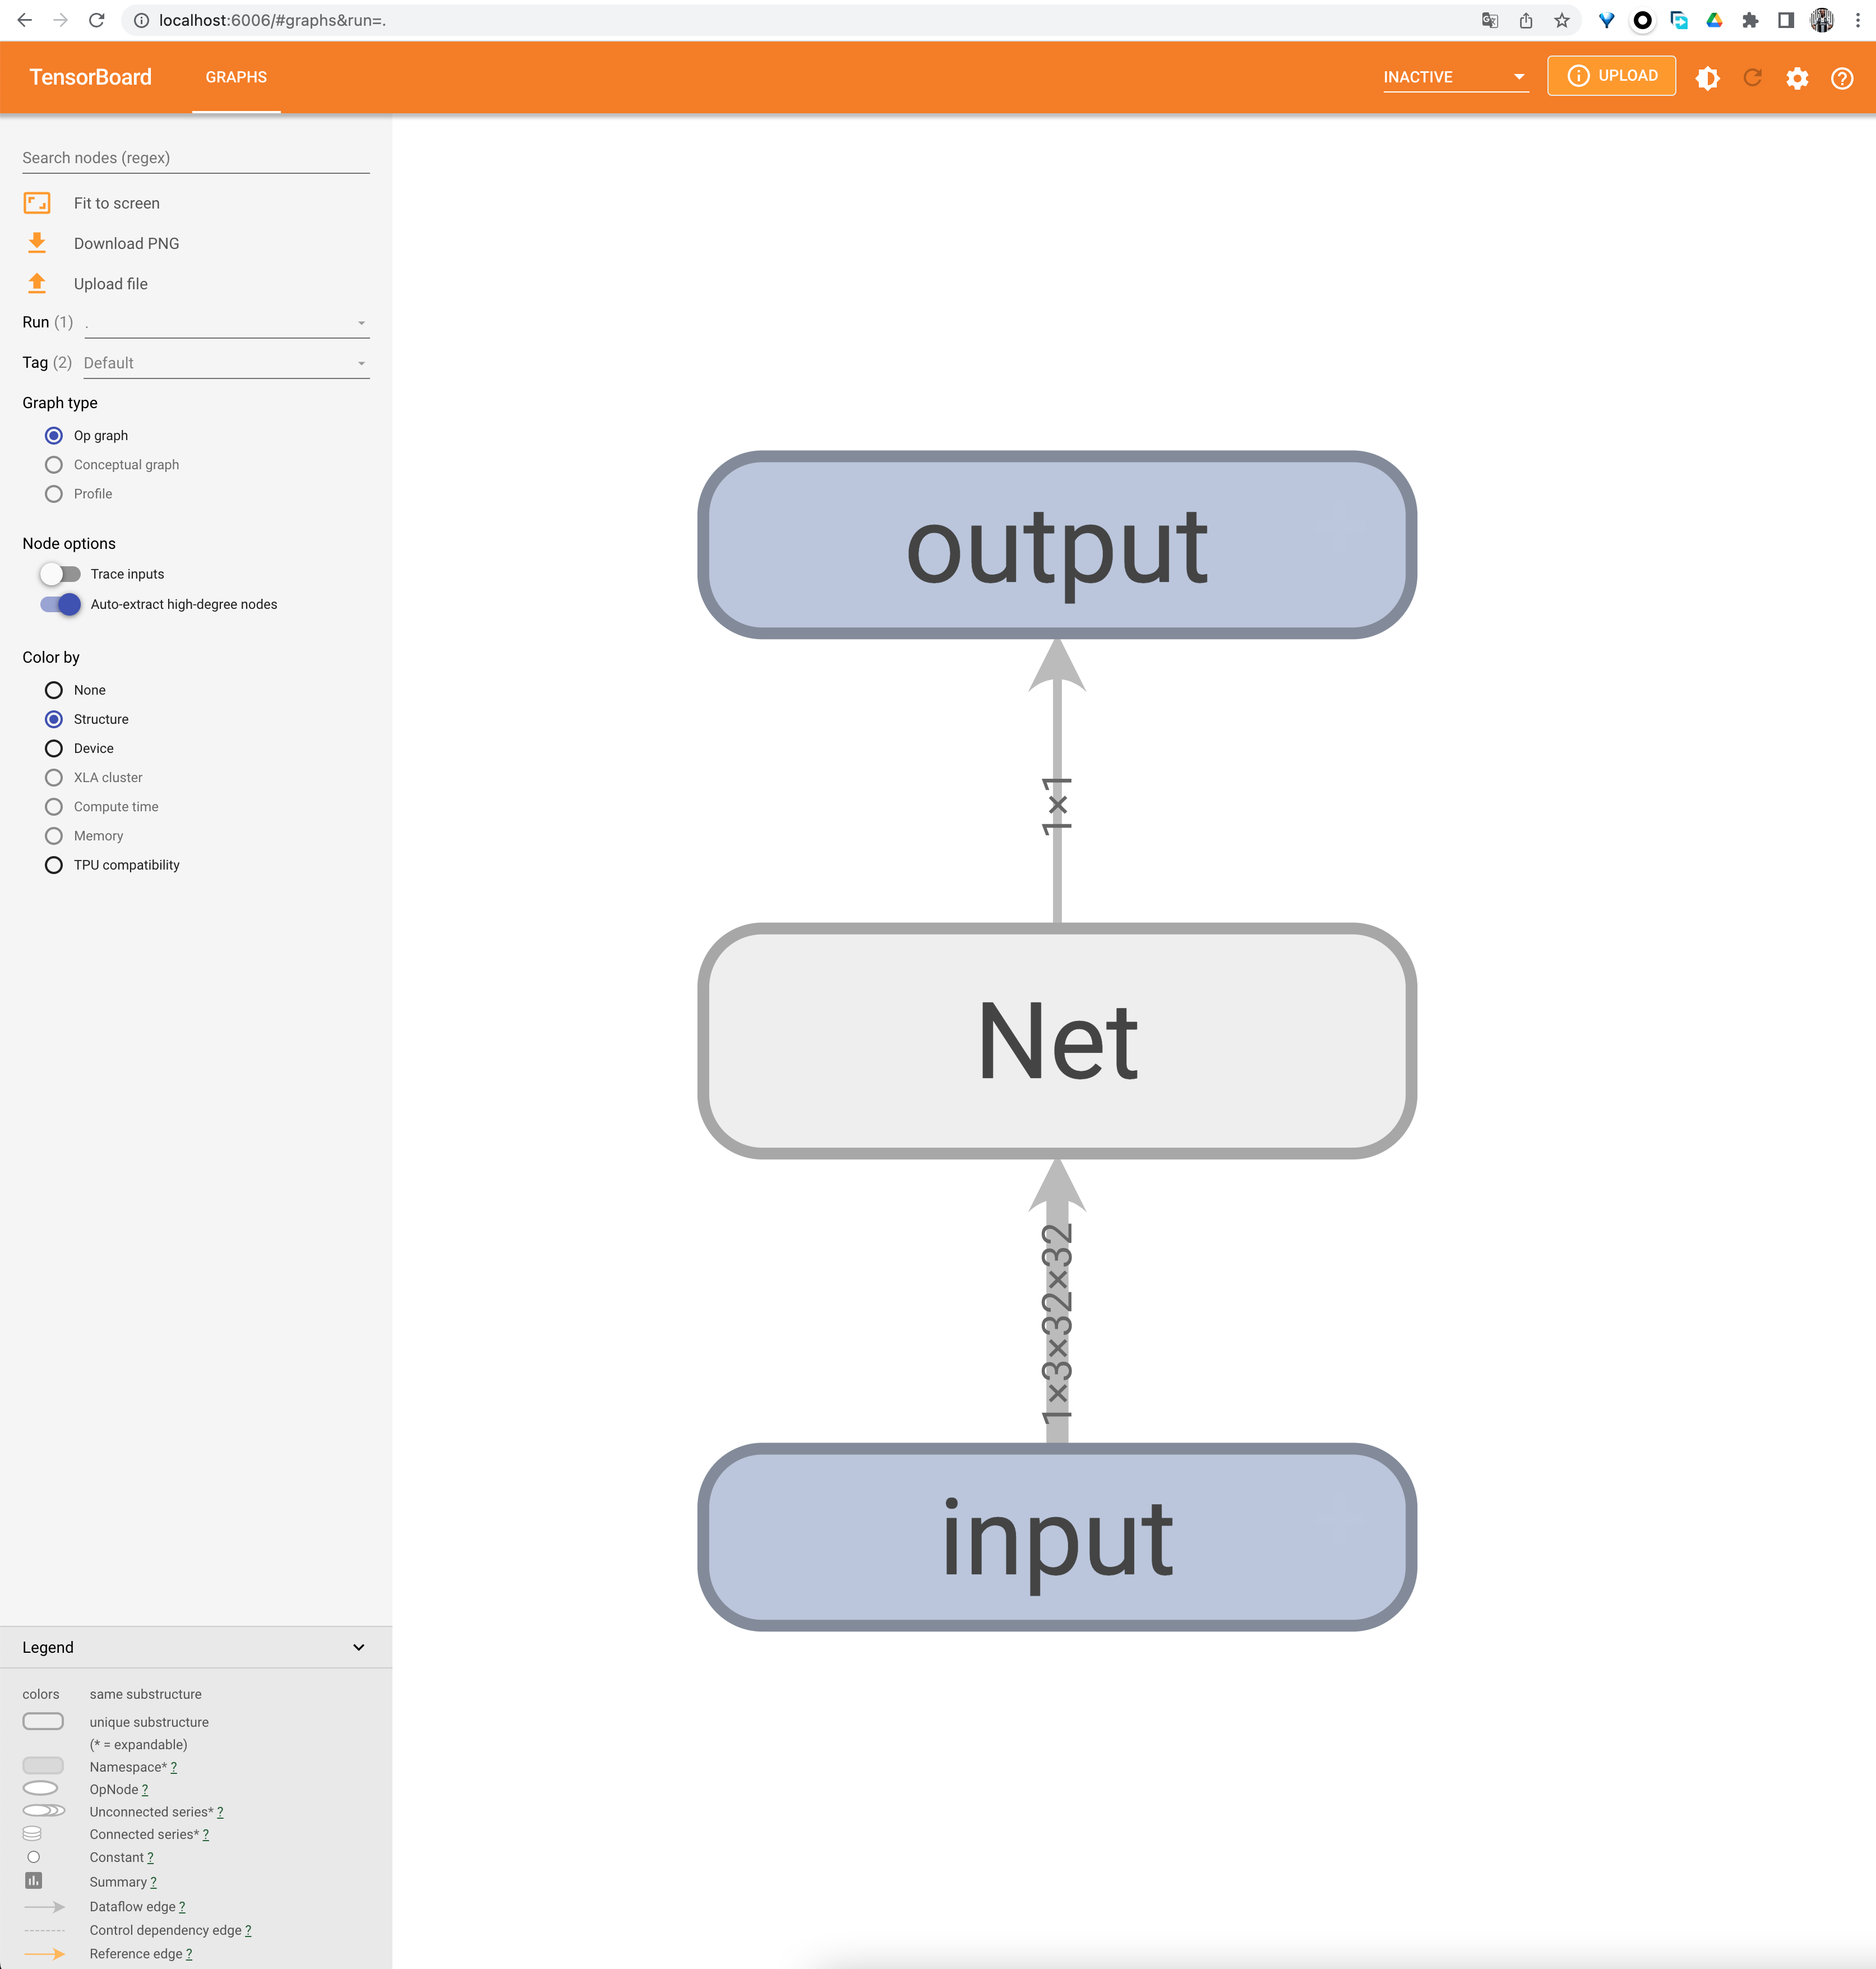 localhost:6006/#graphs&run=.
TensorBoard
GRAPHS
INACTIVE
UPLOAD
Search nodes (regex)
Fit to screen
Download PNG
Upload file
Run (1) .
Tag (2) Default
Graph type
Op graph
Conceptual graph
Profile
Node options
Trace inputs
Auto-extract high-degree nodes
Color by
None
Structure
Device
XLA cluster
Compute time
Memory
TPU compatibility
Legend
colors same substructure
unique substructure
(* = expandable)
Namespace* ?
OpNode ?
Unconnected series* ?
Connected series* ?
Constant ?
Summary ?
Dataflow edge ?
Control dependency edge ?
Reference edge ?
output
1×1
Net
1×3×32×32
input